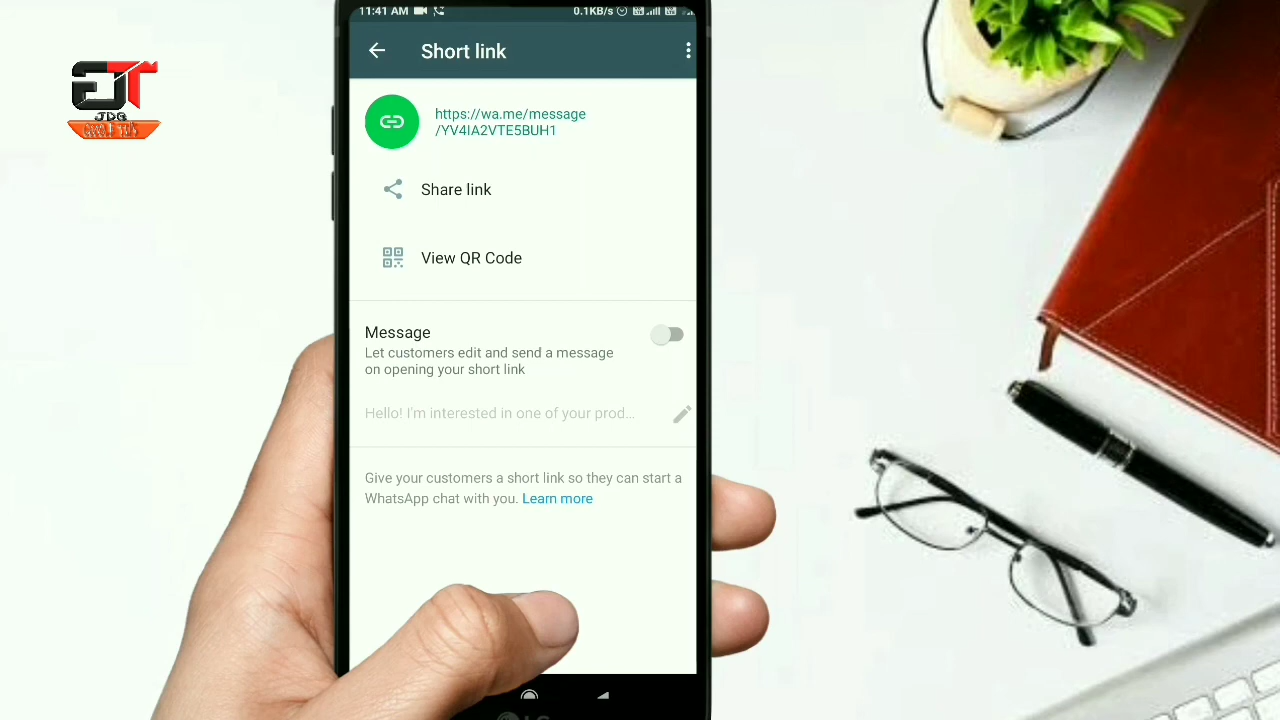 11:41 AM
0.1KB/s
Short link
https://wa.me/message
/YV4IA2VTE5BUH1
Share link
View QR Code
Message
Let customers edit and send a message
on opening your short link
Hello! I'm interested in one of your prod...
Give your customers a short link so they can start a
WhatsApp chat with you. Learn more
JDG
LG